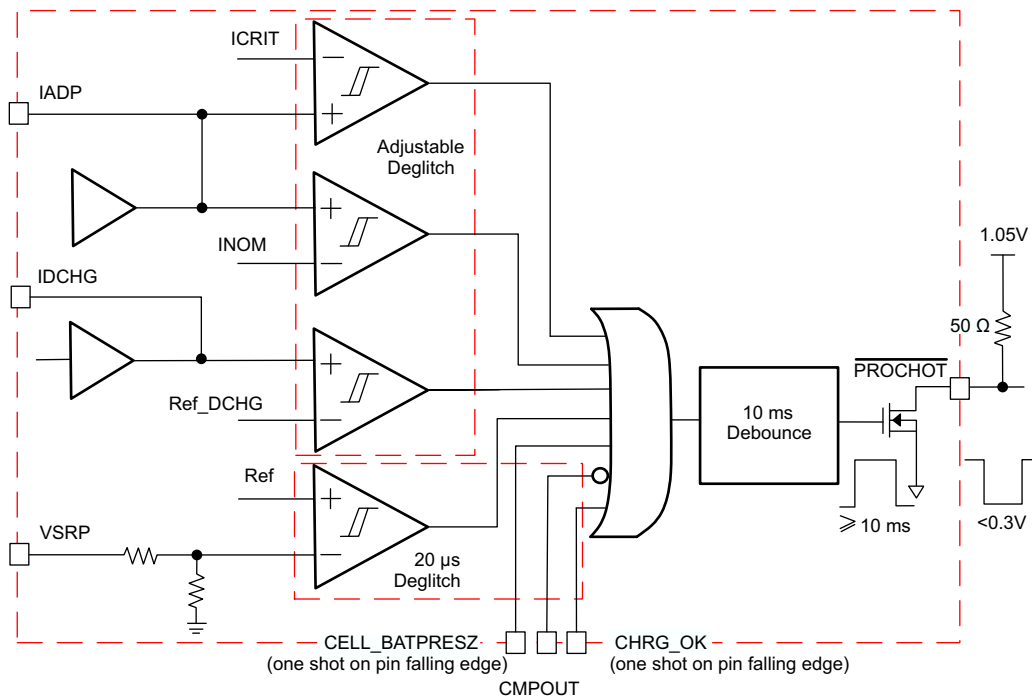 ICRIT
IADP
Adjustable
Deglitch
INOM
1.05V
IDCHG
50 Ω
PROCHOT
Ref_DCHG
10 ms
Debounce
Ref
⩾ 10 ms
<0.3V
VSRP
20 µs
Deglitch
CELL_BATPRESZ
(one shot on pin falling edge)
CHRG_OK
(one shot on pin falling edge)
CMPOUT